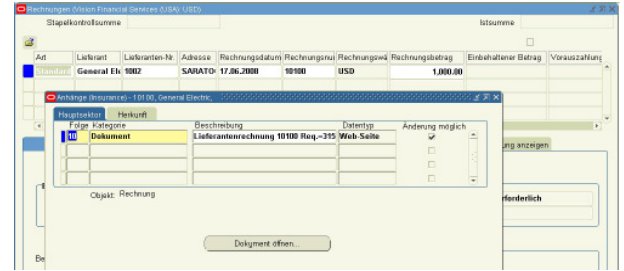 Rechnungen (Vision Financial Services (USA): USD)
Stapelkontrollsumme Istsumme
Art Lieferant Lieferanten-Nr. Adresse Rechnungsdatum Rechnungsnu Rechnungswä Rechnungsbetrag Einbehaltener Betrag Vorauszahlung
Standard General Ele 1002 SARATO 17.06.2008 10100 USD 1,000.00
Anhänge (Insurance) - 10100, General Electric,
Hauptsektor Herkunft
Folge Kategorie Beschreibung Datentyp Änderung möglich
10 Dokument Lieferantenrechnung 10100 Req.=315 Web-Seite
ung anzeigen
Objekt: Rechnung
rforderlich
Dokument öffnen...
Be